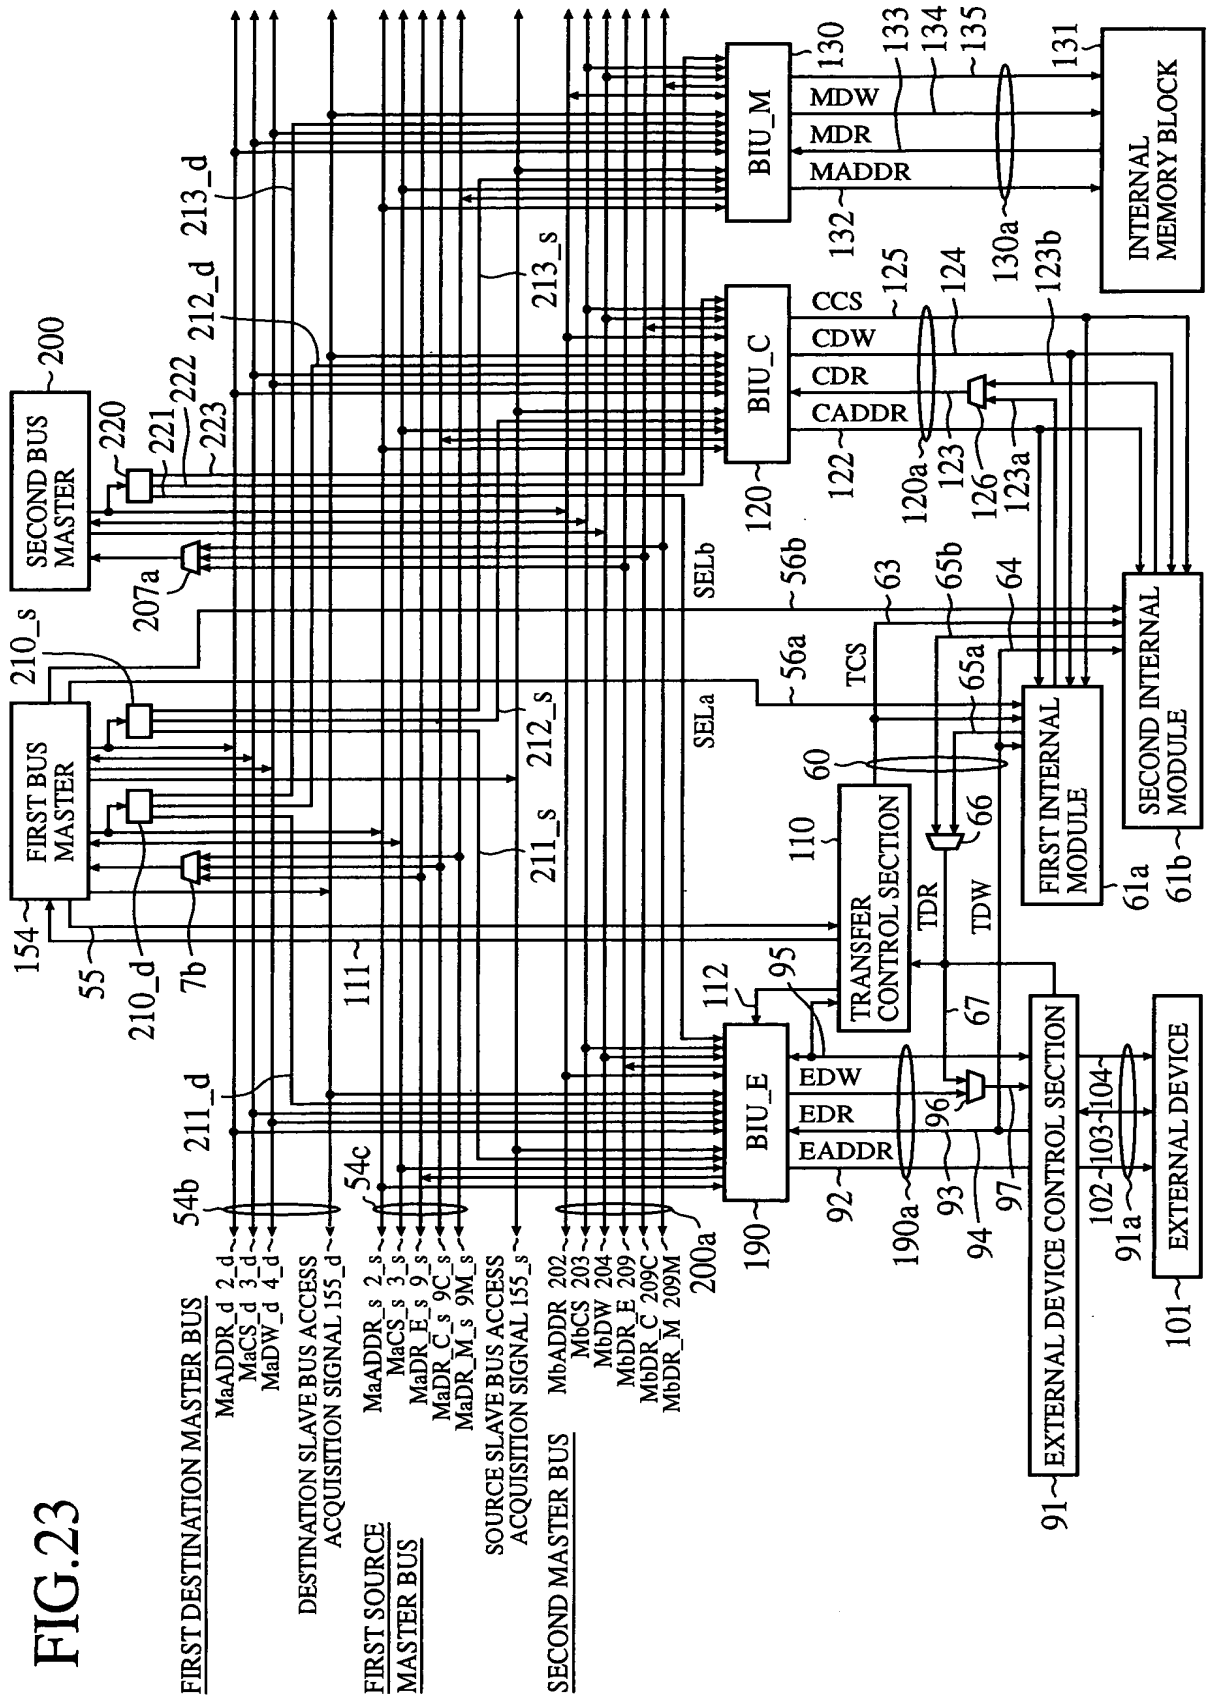 FIG.23
FIRST DESTINATION MASTER BUS
MaADDR_d 2_d
MaCS_d 3_d
MaDW_d 4_d
DESTINATION SLAVE BUS ACCESS
ACQUISITION SIGNAL 155_d
FIRST SOURCE
MASTER BUS
MaADDR_s 2_s
MaCS_s 3_s
MaDR_E_s 9_s
MaDR_C_s 9C_s
MaDR_M_s 9M_s
SOURCE SLAVE BUS ACCESS
ACQUISITION SIGNAL 155_s
SECOND MASTER BUS
MbADDR 202
MbCS 203
MbDW 204
MbDR_E 209
MbDR_C 209C
MbDR_M 209M
54b
54c
200a
211_d
154
FIRST BUS
MASTER
55
210_d
7b
111
210_s
SECOND BUS
MASTER
200
207a
220
221
222
223
212_d
213_d
211_s
212_s
213_s
SELa
SELb
56a
56b
190
BIU_E
112
120
BIU_C
BIU_M
130
EADDR
EDR
EDW
92
93
94
95
96
97
190a
67
110
TRANSFER
CONTROL SECTION
TCS
60
63
64
65a
65b
66
TDR
TDW
CADDR
CDR
CDW
CCS
122
120a
123
126
123a
123b
124
125
MADDR
MDR
MDW
132
130a
133
134
135
131
INTERNAL
MEMORY BLOCK
FIRST INTERNAL
MODULE
61a
SECOND INTERNAL
MODULE
61b
91
EXTERNAL DEVICE CONTROL SECTION
102
103
104
91a
101
EXTERNAL DEVICE